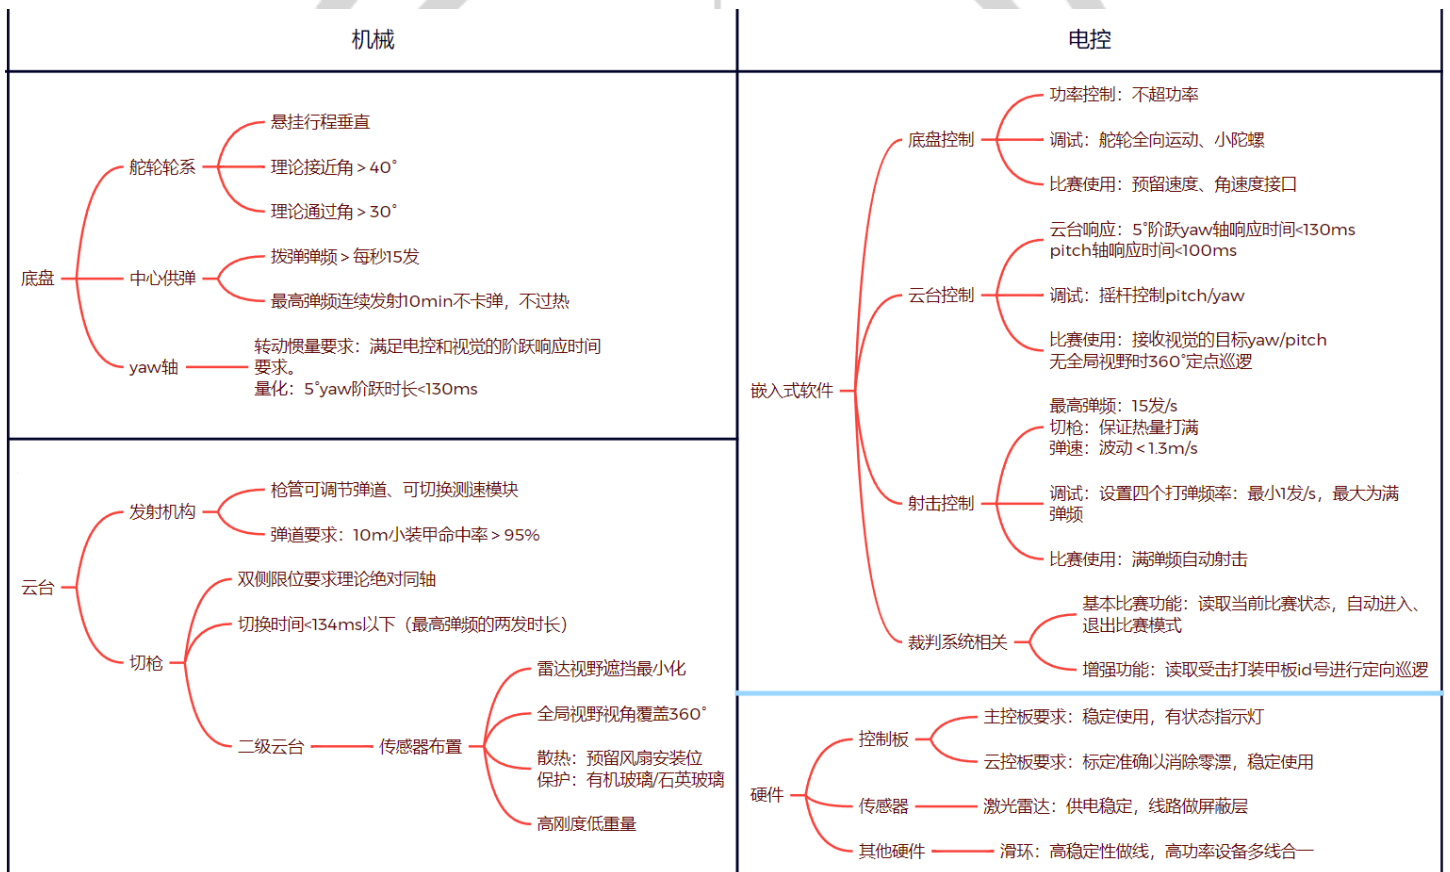 机械
底盘
舵轮轮系
悬挂行程垂直
理论接近角＞40°
理论通过角＞30°
中心供弹
拨弹弹频＞每秒15发
最高弹频连续发射10min不卡弹，不过热
yaw轴
转动惯量要求：满足电控和视觉的阶跃响应时间
要求。
量化：5°yaw阶跃时长<130ms
云台
发射机构
枪管可调节弹道、可切换测速模块
弹道要求：10m小装甲命中率＞95%
切枪
双侧限位要求理论绝对同轴
切换时间<134ms以下（最高弹频的两发时长）
二级云台
传感器布置
雷达视野遮挡最小化
全局视野视角覆盖360°
散热：预留风扇安装位
保护：有机玻璃/石英玻璃
高刚度低重量
电控
嵌入式软件
底盘控制
功率控制：不超功率
调试：舵轮全向运动、小陀螺
比赛使用：预留速度、角速度接口
云台控制
云台响应：5°阶跃yaw轴响应时间<130ms
pitch轴响应时间<100ms
调试：摇杆控制pitch/yaw
比赛使用：接收视觉的目标yaw/pitch
无全局视野时360°定点巡逻
射击控制
最高弹频：15发/s
切枪：保证热量打满
弹速：波动＜1.3m/s
调试：设置四个打弹频率：最小1发/s，最大为满
弹频
比赛使用：满弹频自动射击
裁判系统相关
基本比赛功能：读取当前比赛状态，自动进入、
退出比赛模式
增强功能：读取受击打装甲板id号进行定向巡逻
硬件
控制板
主控板要求：稳定使用，有状态指示灯
云控板要求：标定准确以消除零漂，稳定使用
传感器
激光雷达：供电稳定，线路做屏蔽层
其他硬件
滑环：高稳定性做线，高功率设备多线合一